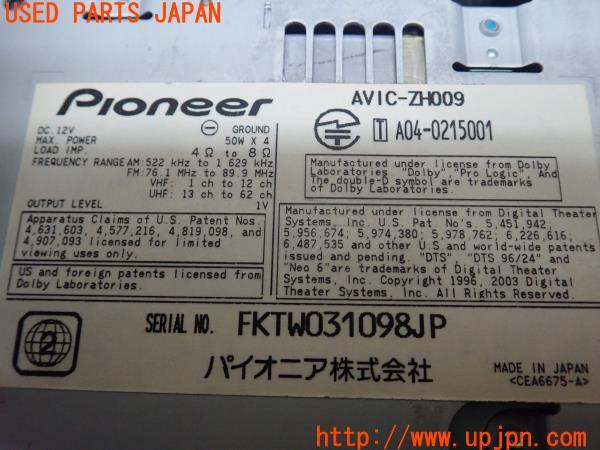 中古パーツジャパン
USED PARTS JAPAN
Pioneer
AVIC-ZH009
DC. 12V
GROUND
MAX. POWER 50W X 4
LOAD IMP. 4Ω to 8Ω
FREQUENCY RANGE AM: 522 kHz to 1 629 kHz
FM: 76.1 MHz to 89.9 MHz
VHF: 1 ch to 12 ch
UHF: 13 ch to 62 ch
OUTPUT LEVEL 1V
T A04-0215001
Apparatus Claims of U.S. Patent Nos.
4,631,603, 4,577,216, 4,819,098, and
4,907,093 licensed for limited
viewing uses only.
US and foreign patents licensed from
Dolby Laboratories.
Manufactured under license from Dolby
Laboratories. "Dolby", "Pro Logic", And
The double-D symbol are trademarks
of Dolby Laboratories.
Manufactured under license from Digital Theater
Systems, Inc. U.S. Pat. No's. 5,451,942;
5,956,674; 5,974,380; 5,978,762; 6,226,616;
6,487,535 and other U.S.and world-wide patents
issued and pending. "DTS", "DTS 96/24" and
"Neo 6"are trademarks of Digital Theater
Systems, Inc. Copyright 1996, 2003 Digital
Theater Systems, Inc. All Rights Reserved.
2
SERIAL NO. FKTW031098JP
パイオニア株式会社
MADE IN JAPAN
<CEA6675-A>
http://www.upjpn.com